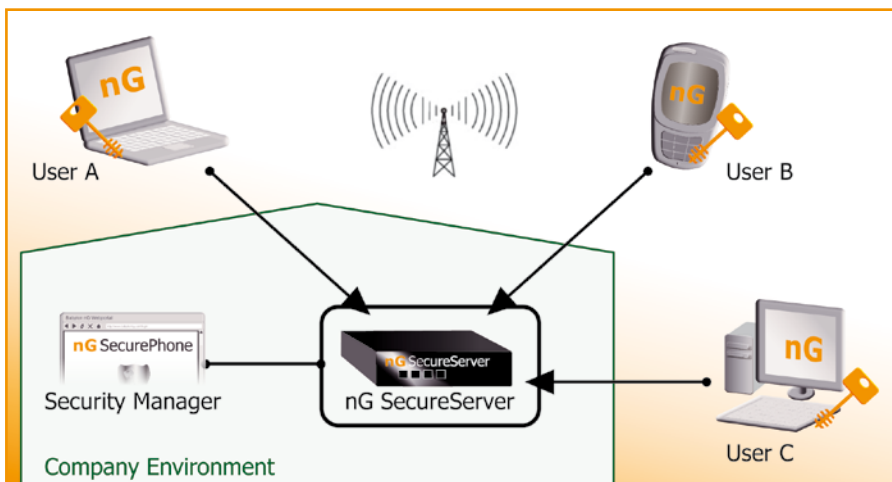 nG
User A
nG
User B
nG SecurePhone
Security Manager
nG SecureServer
nG SecureServer
nG
User C
Company Environment